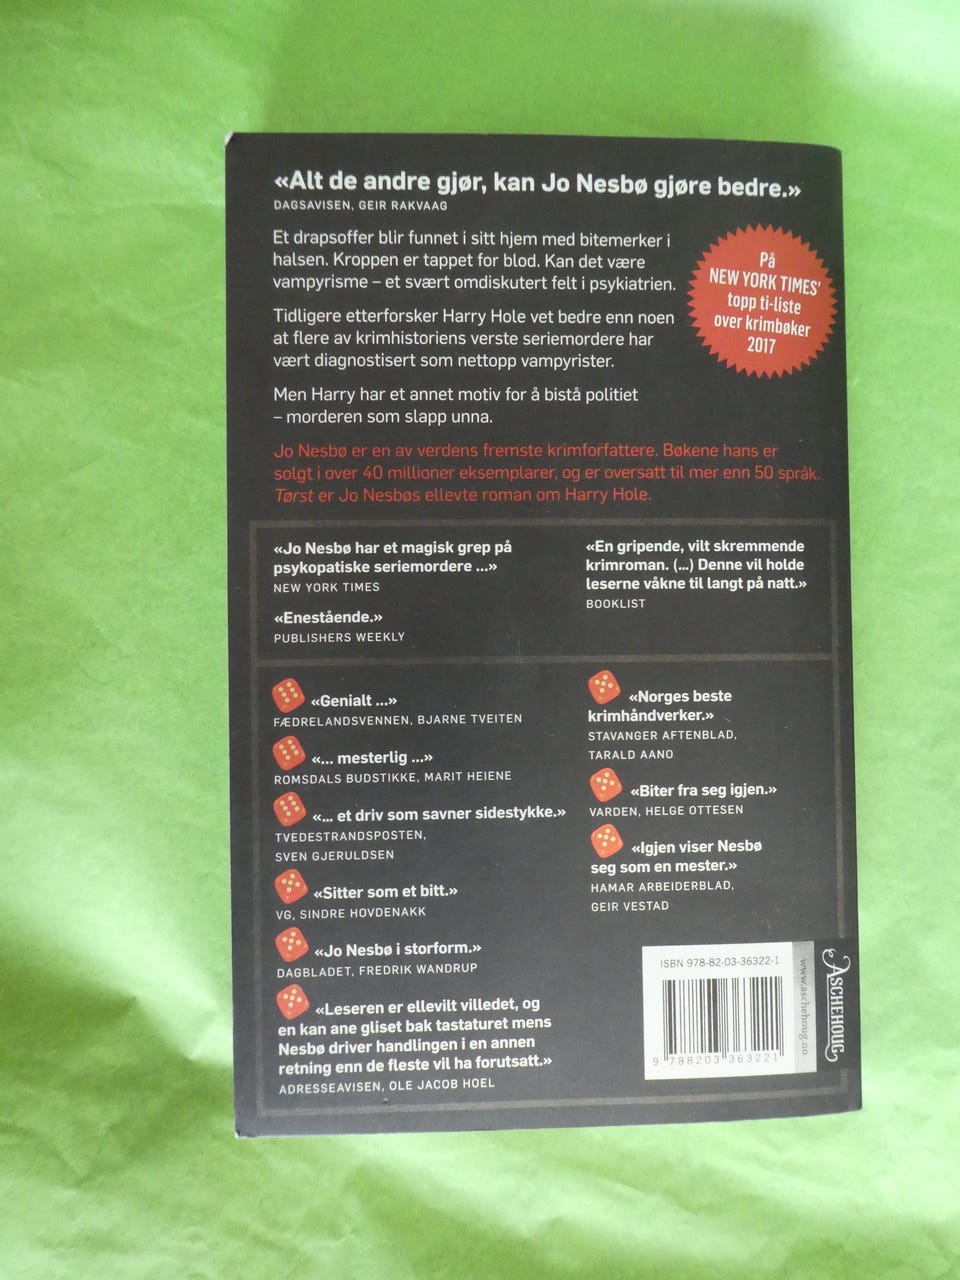 «Alt de andre gjør, kan Jo Nesbø gjøre bedre.»
DAGSAVISEN, GEIR RAKVAAG
Et drapsoffer blir funnet i sitt hjem med bitemerker i
halsen. Kroppen er tappet for blod. Kan det være
vampyrisme – et svært omdiskutert felt i psykiatrien.
Tidligere etterforsker Harry Hole vet bedre enn noen
at flere av krimhistoriens verste seriemordere har
vært diagnostisert som nettopp vampyrister.
Men Harry har et annet motiv for å bistå politiet
– morderen som slapp unna.
På
NEW YORK TIMES'
topp ti-liste
over krimbøker
2017
Jo Nesbø er en av verdens fremste krimforfattere. Bøkene hans er
solgt i over 40 millioner eksemplarer, og er oversatt til mer enn 50 språk.
Tørst er Jo Nesbøs ellevte roman om Harry Hole.
«Jo Nesbø har et magisk grep på
psykopatiske seriemordere ...»
NEW YORK TIMES
«Enestående.»
PUBLISHERS WEEKLY
«En gripende, vilt skremmende
krimroman. (...) Denne vil holde
leserne våkne til langt på natt.»
BOOKLIST
«Genialt ...»
FÆDRELANDSVENNEN, BJARNE TVEITEN
«... mesterlig ...»
ROMSDALS BUDSTIKKE, MARIT HEIENE
«... et driv som savner sidestykke.»
TVEDESTRANDSPOSTEN,
SVEN GJERULDSEN
«Sitter som et bitt.»
VG, SINDRE HOVDENAKK
«Jo Nesbø i storform.»
DAGBLADET, FREDRIK WANDRUP
«Leseren er ellevilt villedet, og
en kan ane gliset bak tastaturet mens
Nesbø driver handlingen i en annen
retning enn de fleste vil ha forutsatt.»
ADRESSEAVISEN, OLE JACOB HOEL
«Norges beste
krimhåndverker.»
STAVANGER AFTENBLAD,
TARALD AANO
«Biter fra seg igjen.»
VARDEN, HELGE OTTESEN
«Igjen viser Nesbø
seg som en mester.»
HAMAR ARBEIDERBLAD,
GEIR VESTAD
ISBN 978-82-03-36322-1
9 788203 363221
www.aschehoug.no
ASCHEHOUG